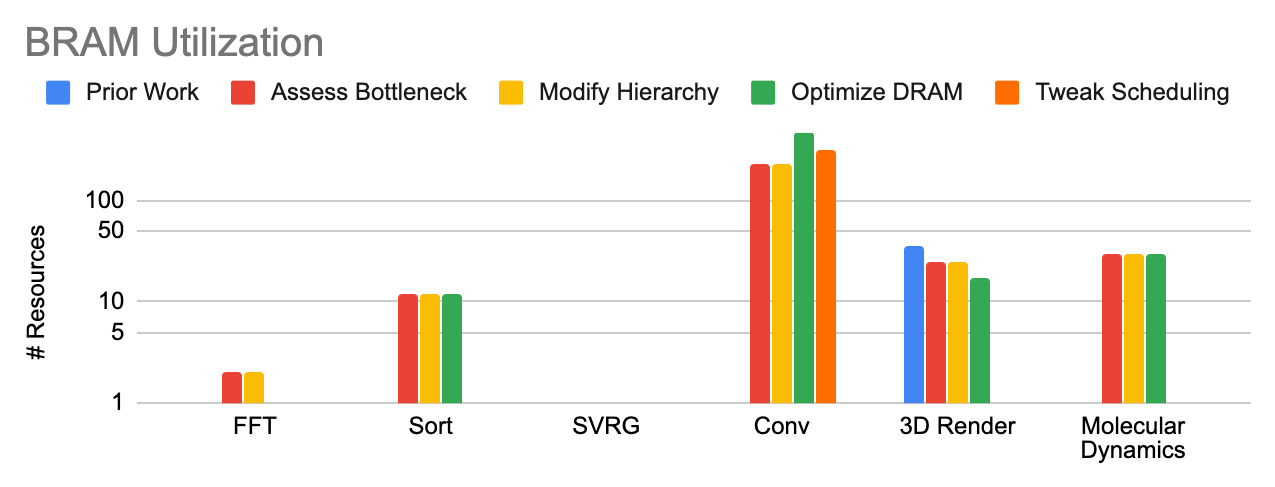 BRAM Utilization
Prior Work Assess Bottleneck Modify Hierarchy Optimize DRAM Tweak Scheduling
# Resources
100
50
10
5
1
FFT Sort SVRG Conv 3D Render Molecular
Dynamics